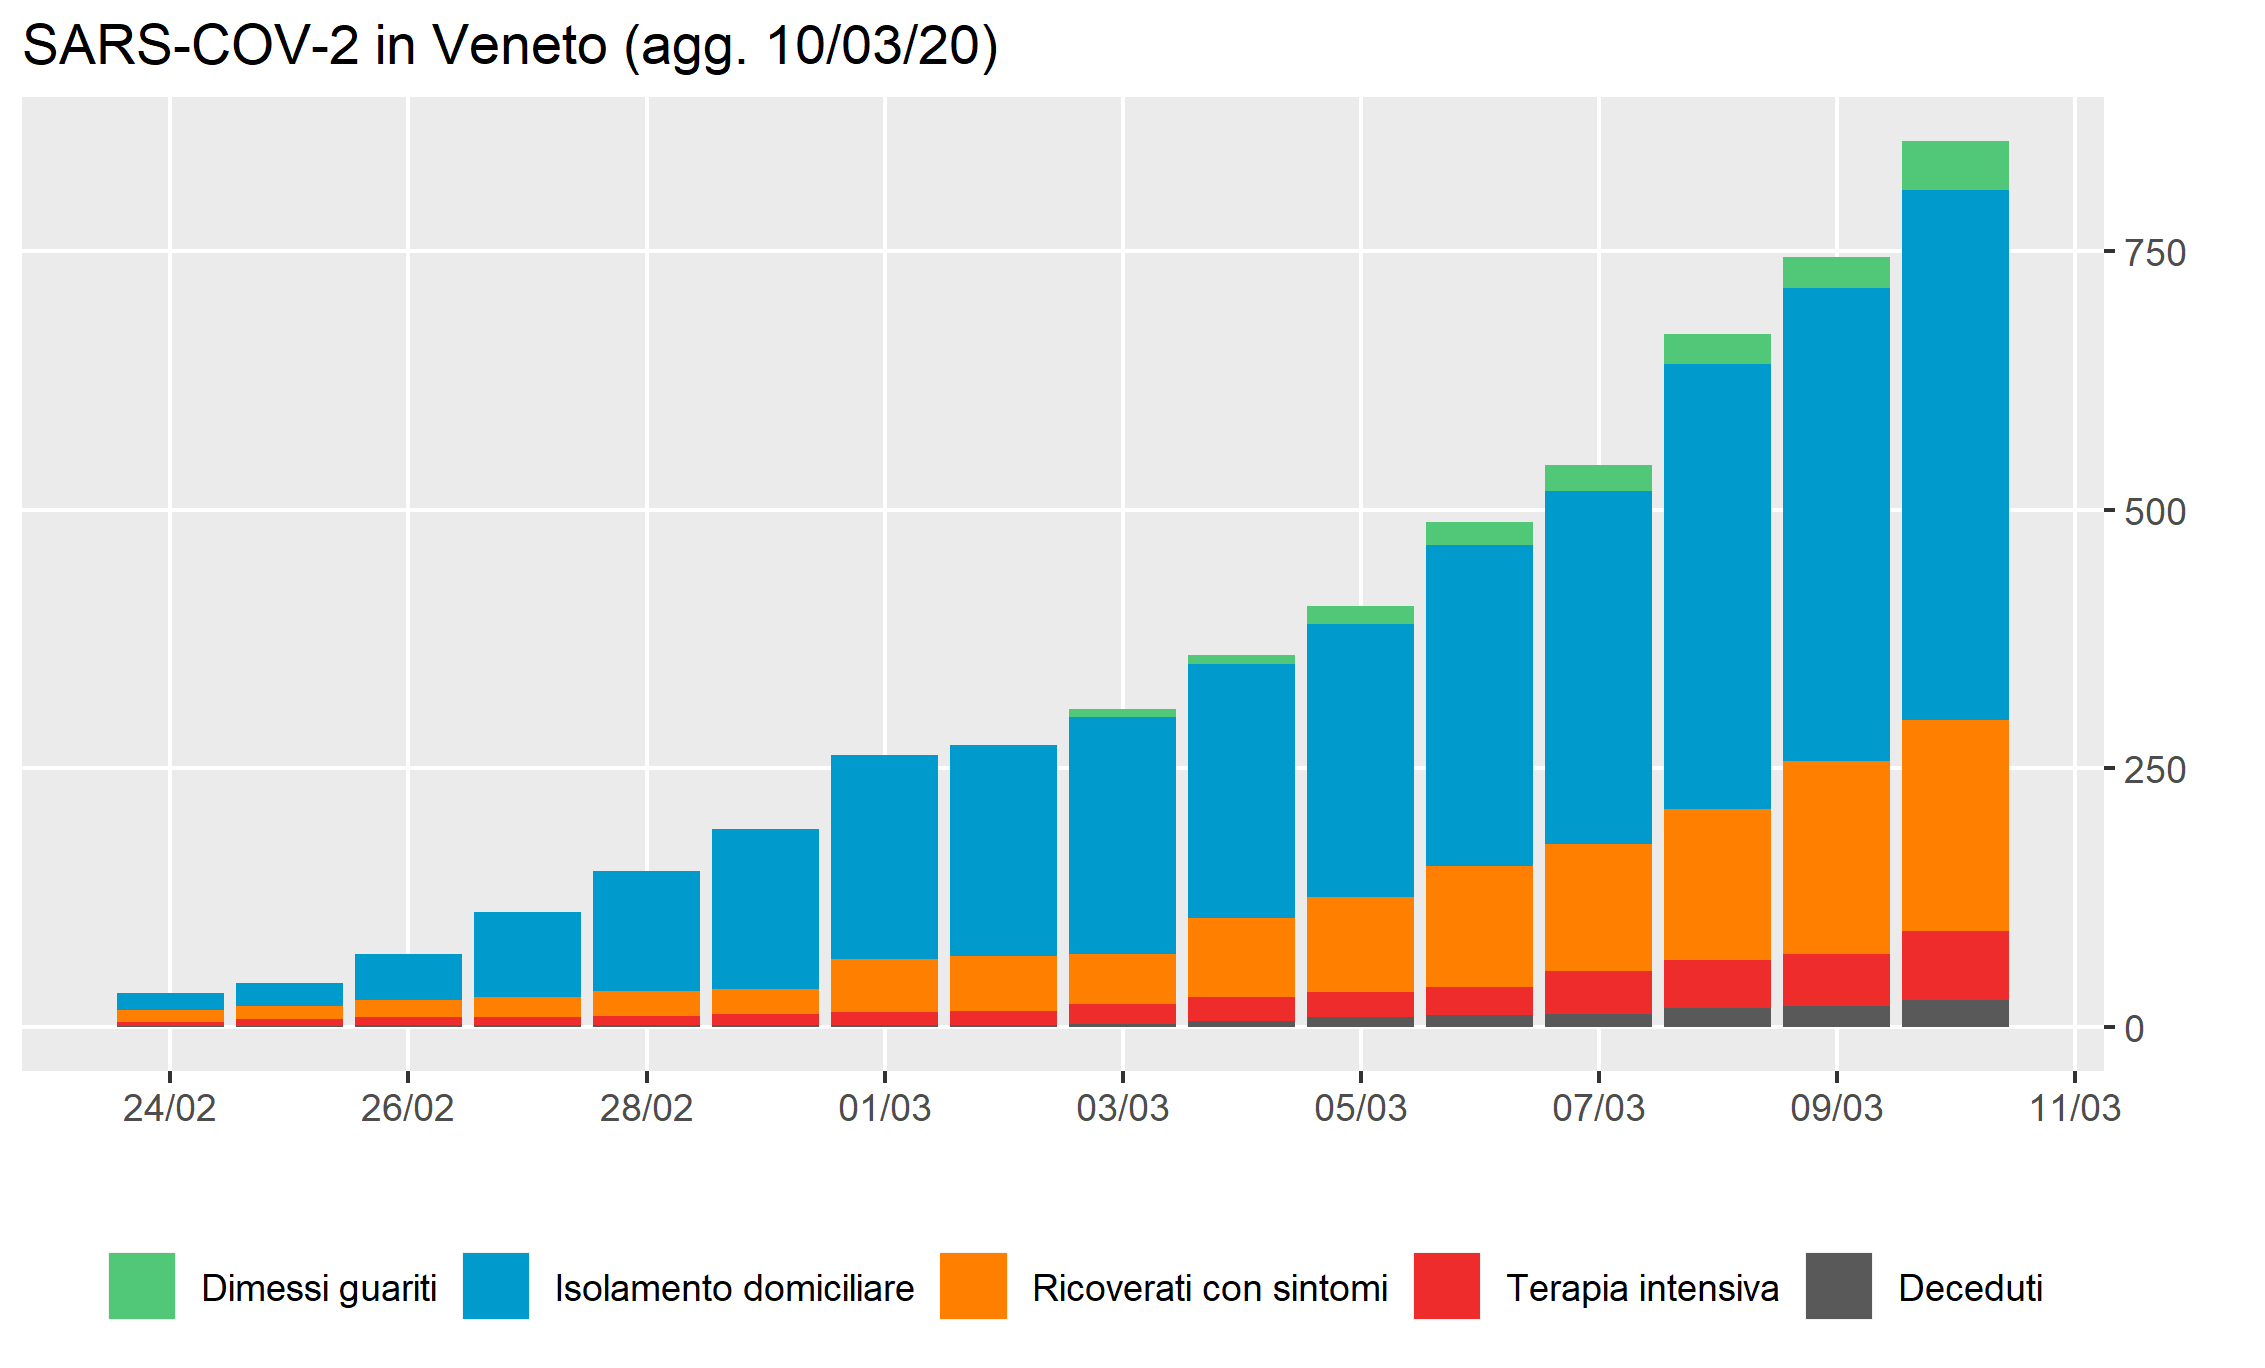 SARS-COV-2 in Veneto (agg. 10/03/20)
750
500
250
0
24/02 26/02 28/02 01/03 03/03 05/03 07/03 09/03 11/03
Dimessi guariti Isolamento domiciliare Ricoverati con sintomi Terapia intensiva Deceduti